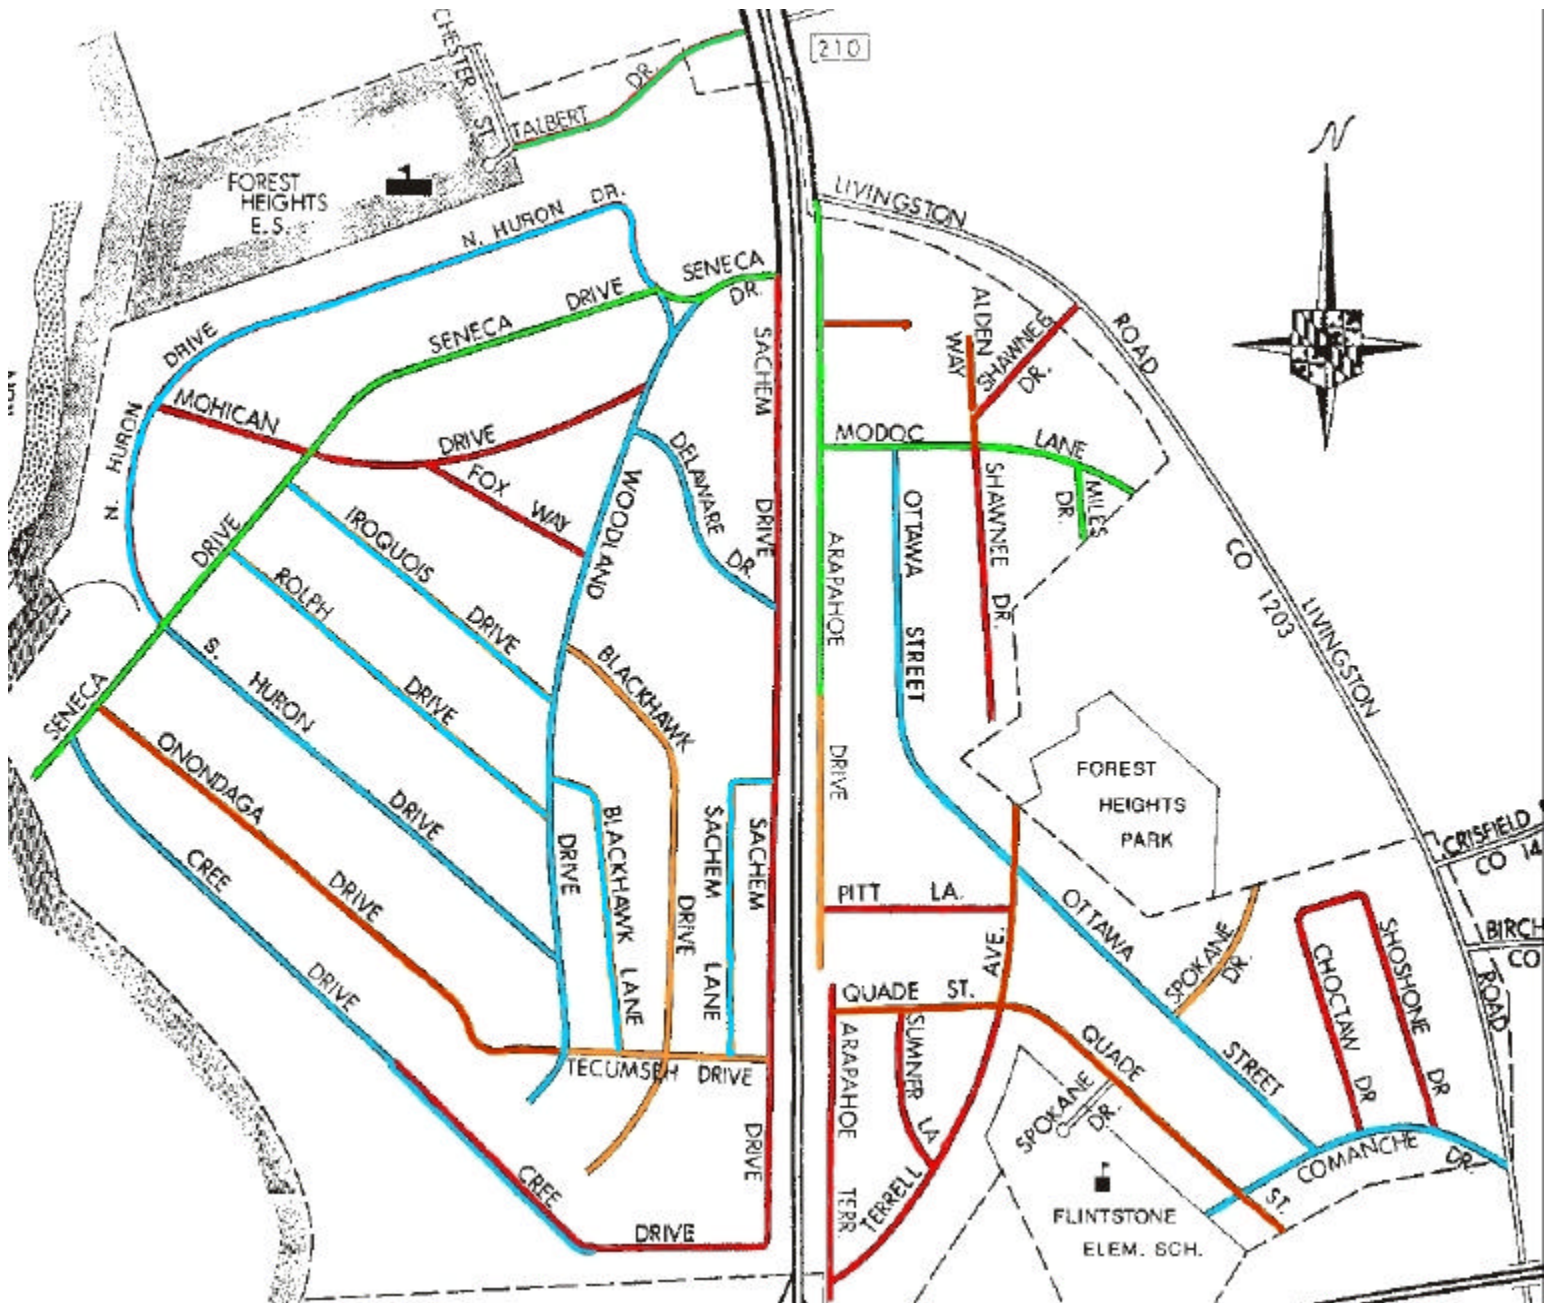 CHESTER ST.
TALBERT DR.
210
N
FOREST
HEIGHTS
E.S.
N. HURON DR.
LIVINGSTON
SENECA DR.
SENECA DRIVE
DRIVE
ALDEN WAY
SHAWNEE DR.
ROAD
MOHICAN DRIVE
SACHEM DRIVE
N. HURON
FOX WAY
DELAWARE DR.
MODOC LANE
MILES DR.
WOODLAND
IROQUOIS DRIVE
DRIVE
ROLPH DRIVE
ARAPAHOE DRIVE
OTTAWA STREET
SHAWNEE DR.
CO 1203
LIVINGSTON
S. HURON DRIVE
BLACKHAWK
SENECA
ONONDAGA DRIVE
FOREST
HEIGHTS
PARK
CRISFIELD
CO 14
CREE DRIVE
DRIVE
BLACKHAWK LANE
DRIVE
SACHEM LANE
SACHEM
PITT LA.
AVE.
OTTAWA STREET
SPOKANE DR.
CHOCTAW DR
SHOSHONE DR
BIRCH
CO
ROAD
QUADE ST.
SUMNER LA.
QUADE
TECUMSEH DRIVE
ARAPAHOE TERR.
SPOKANE DR.
DRIVE
COMANCHE DR.
CREE DRIVE
TERRELL
ST.
FLINTSTONE
ELEM. SCH.